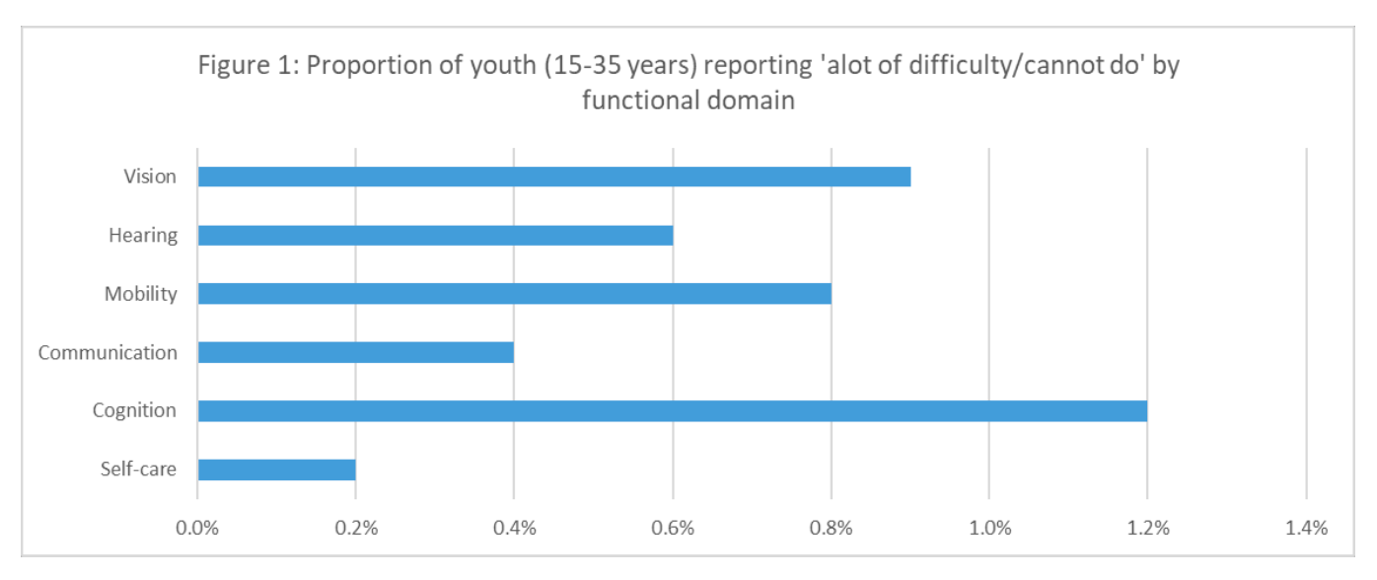 Figure 1: Proportion of youth (15-35 years) reporting 'alot of difficulty/cannot do' by
functional domain
Vision
Hearing
Mobility
Communication
Cognition
Self-care
0.0% 0.2% 0.4% 0.6% 0.8% 1.0% 1.2% 1.4%